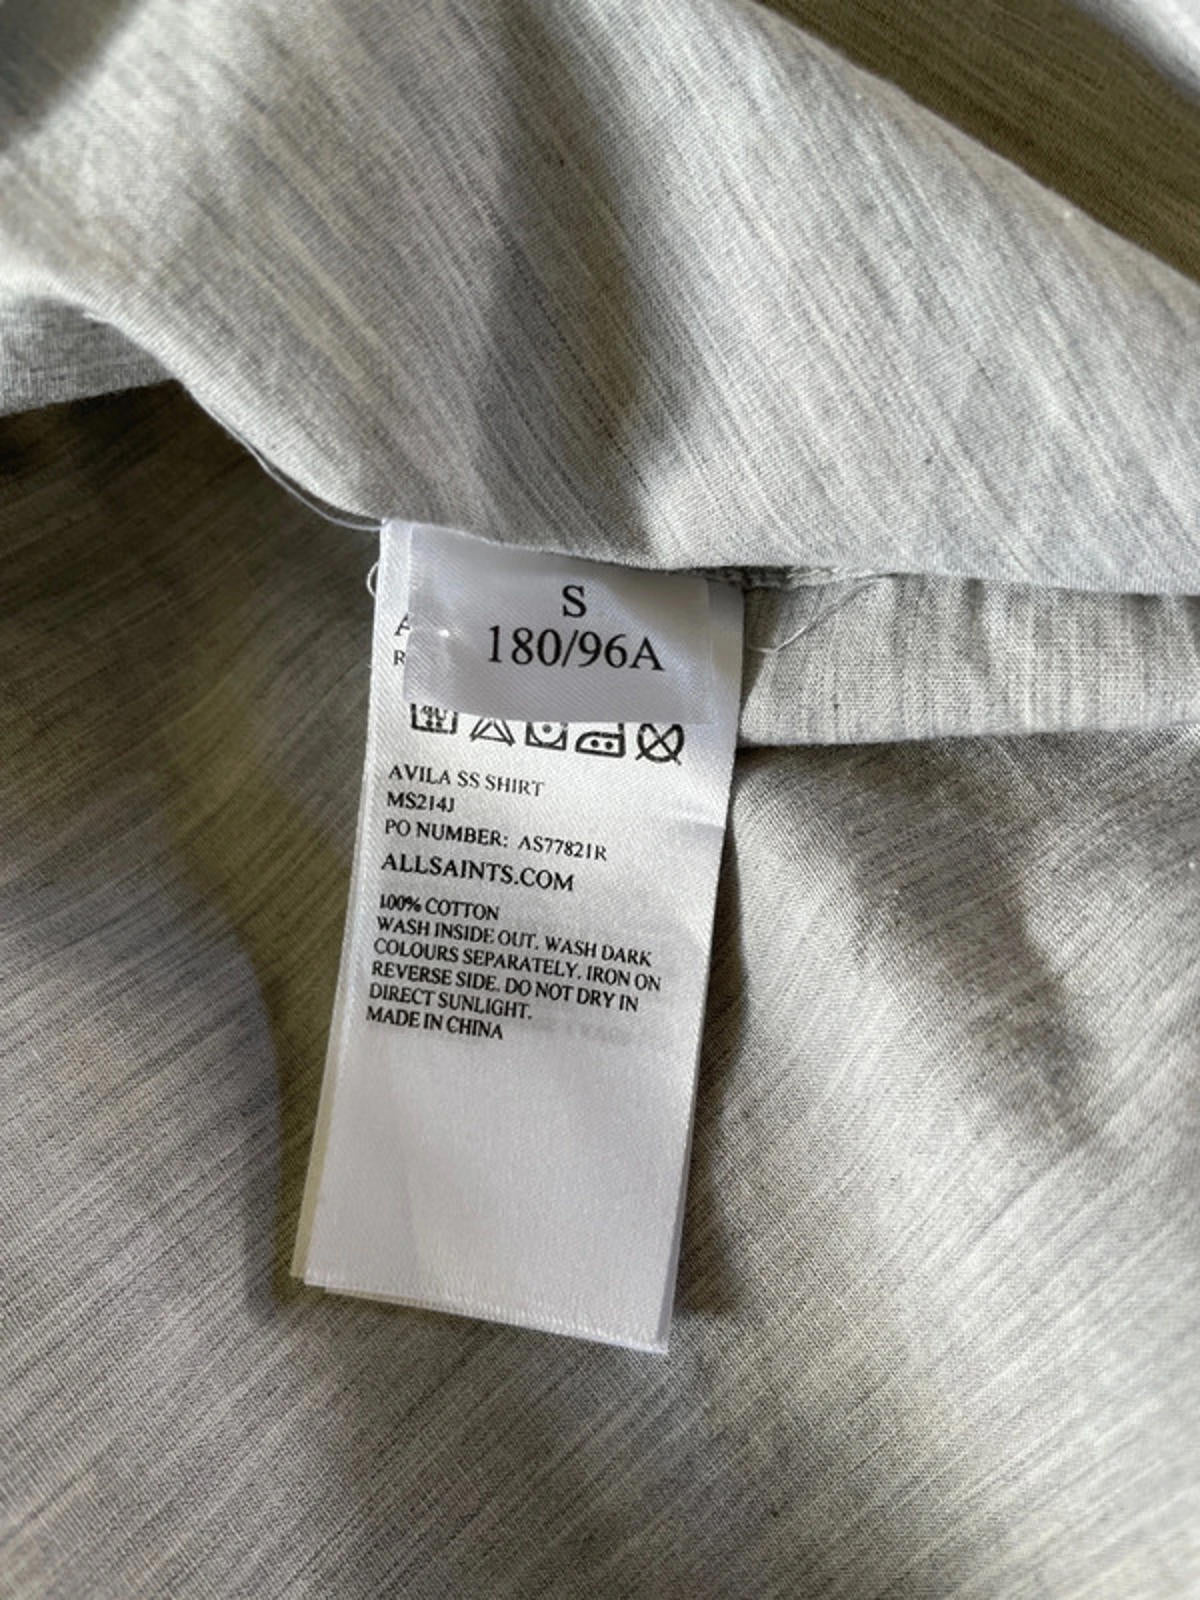 S
180/96A
AVILA SS SHIRT
MS214J
PO NUMBER: AS77821R
ALLSAINTS.COM
100% COTTON
WASH INSIDE OUT. WASH DARK
COLOURS SEPARATELY. IRON ON
REVERSE SIDE. DO NOT DRY IN
DIRECT SUNLIGHT.
MADE IN CHINA